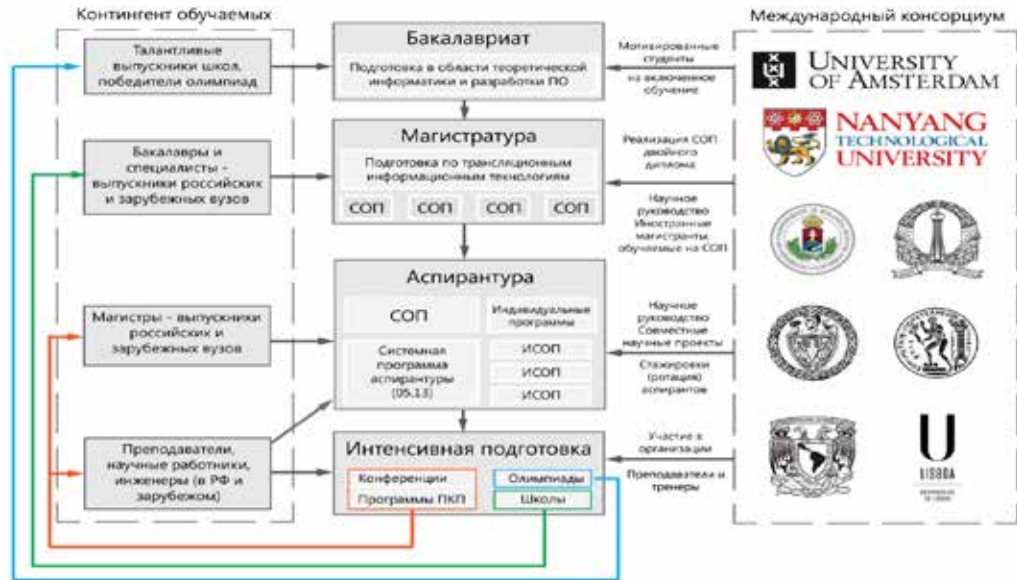 Контингент обучаемых
Талантливые
выпускники школ,
победители олимпиад
Бакалавры и
специалисты –
выпускники российских
и зарубежных вузов
Магистры – выпускники
российских и
зарубежных вузов
Преподаватели,
научные работники,
инженеры (в РФ и
зарубежом)
Бакалавриат
Подготовка в области теоретической
информатики и разработки ПО
Магистратура
Подготовка по трансляционным
информационным технологиям
СОП СОП СОП СОП
Аспирантура
СОП
Системная
программа
аспирантуры
(05.13)
Индивидуальные
программы
ИСОП
ИСОП
ИСОП
Интенсивная подготовка
Конференции
Программы ПКП
Олимпиады
Школы
Мотивированные
студенты
на включенное
обучение
Реализация СОП
двойного
диплома
Научное
руководство
Иностранные
магистранты,
обучаемые на СОП
Научное
руководство
Совместные
научные проекты
Стажировки
(ротация)
аспирантов
Участие в
организации
Преподаватели и
тренеры
Международный консорциум
UNIVERSITY
OF AMSTERDAM
NANYANG
TECHNOLOGICAL
UNIVERSITY
U
LISBOA